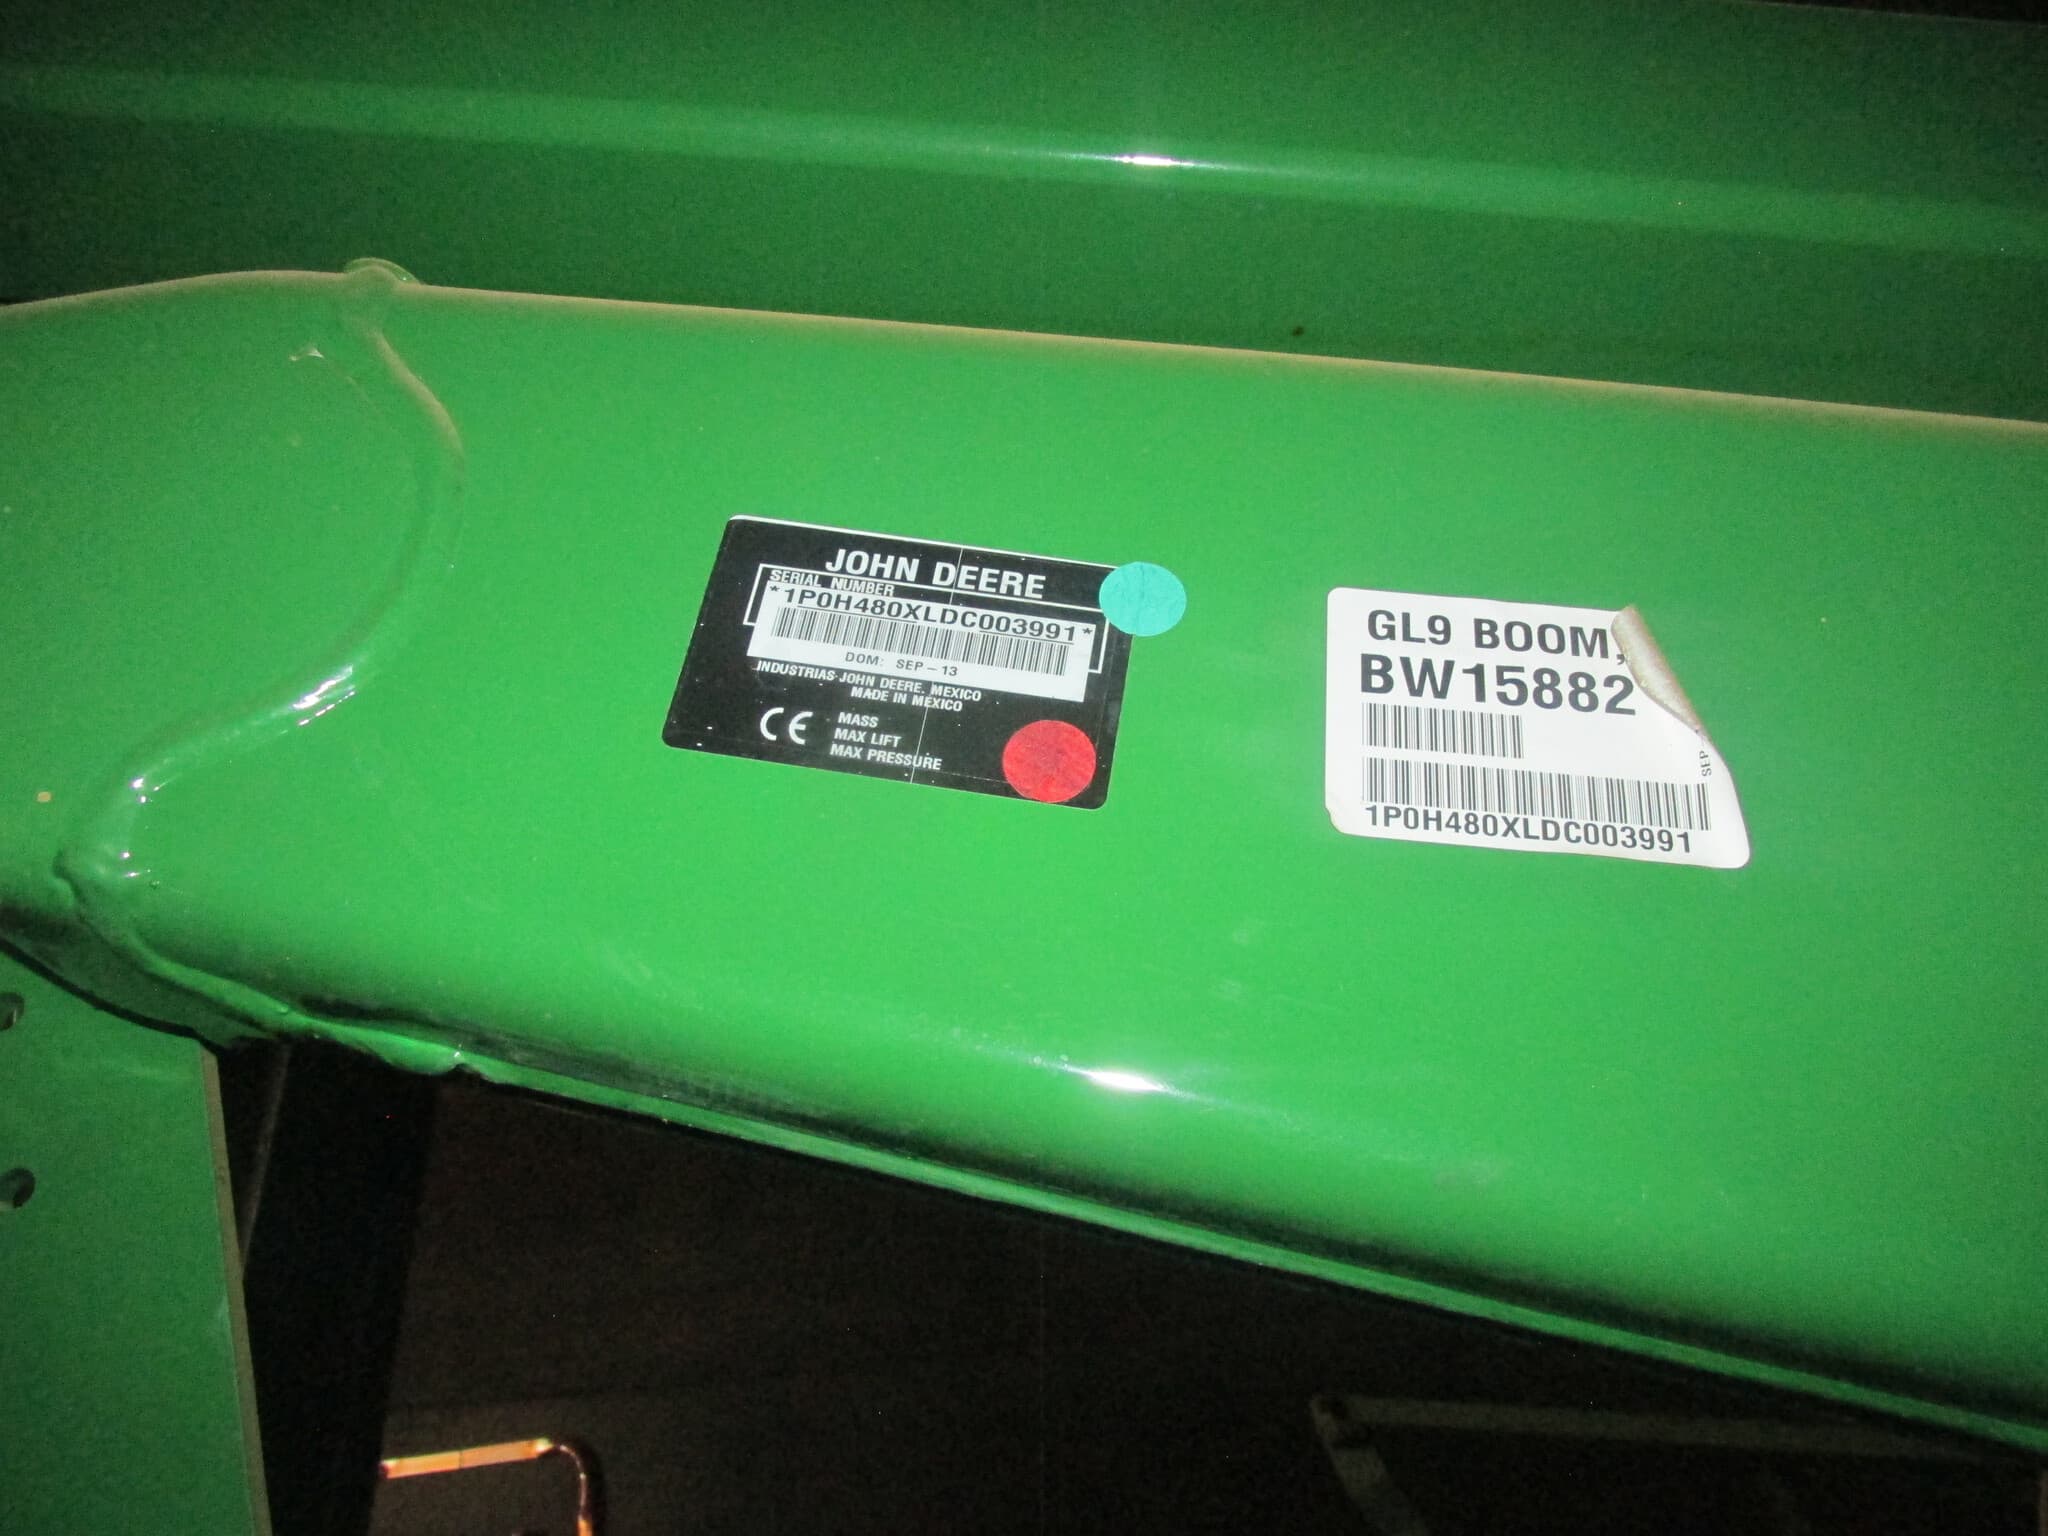 JOHN DEERE
SERIAL NUMBER
*1P0H480XLDC003991*
DOM: SEP-13
INDUSTRIAS JOHN DEERE, MEXICO
MADE IN MEXICO
CE
MASS
MAX LIFT
MAX PRESSURE
GL9 BOOM,
BW15882
SEP
1P0H480XLDC003991